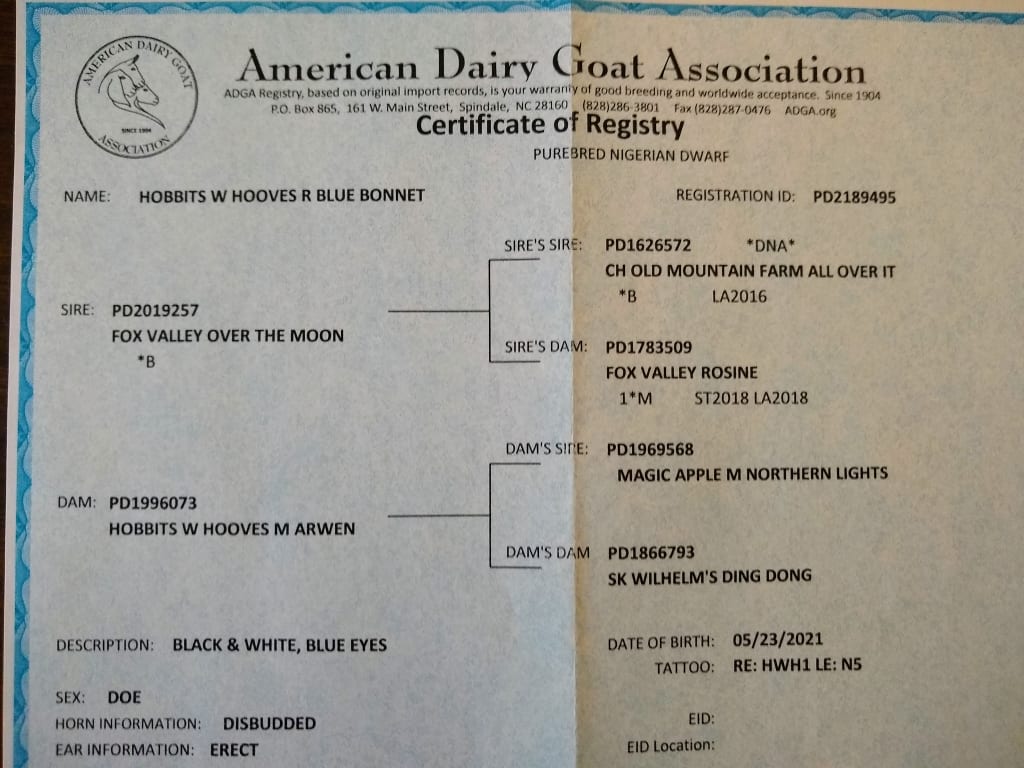 AMERICAN DAIRY GOAT
SINCE 1904
ASSOCIATION
American Dairy Goat Association
ADGA Registry, based on original import records, is your warranty of good breeding and worldwide acceptance. Since 1904
P.O. Box 865, 161 W. Main Street, Spindale, NC 28160 (828)286-3801 Fax (828)287-0476 ADGA.org
Certificate of Registry
PUREBRED NIGERIAN DWARF
NAME: HOBBITS W HOOVES R BLUE BONNET REGISTRATION ID: PD2189495
SIRE'S SIRE: PD1626572 *DNA*
CH OLD MOUNTAIN FARM ALL OVER IT
*B LA2016
SIRE: PD2019257
FOX VALLEY OVER THE MOON
*B
SIRE'S DAM: PD1783509
FOX VALLEY ROSINE
1*M ST2018 LA2018
DAM'S SIRE: PD1969568
MAGIC APPLE M NORTHERN LIGHTS
DAM: PD1996073
HOBBITS W HOOVES M ARWEN
DAM'S DAM PD1866793
SK WILHELM'S DING DONG
DESCRIPTION: BLACK & WHITE, BLUE EYES
DATE OF BIRTH: 05/23/2021
TATTOO: RE: HWH1 LE: N5
SEX: DOE
HORN INFORMATION: DISBUDDED
EAR INFORMATION: ERECT
EID:
EID Location: